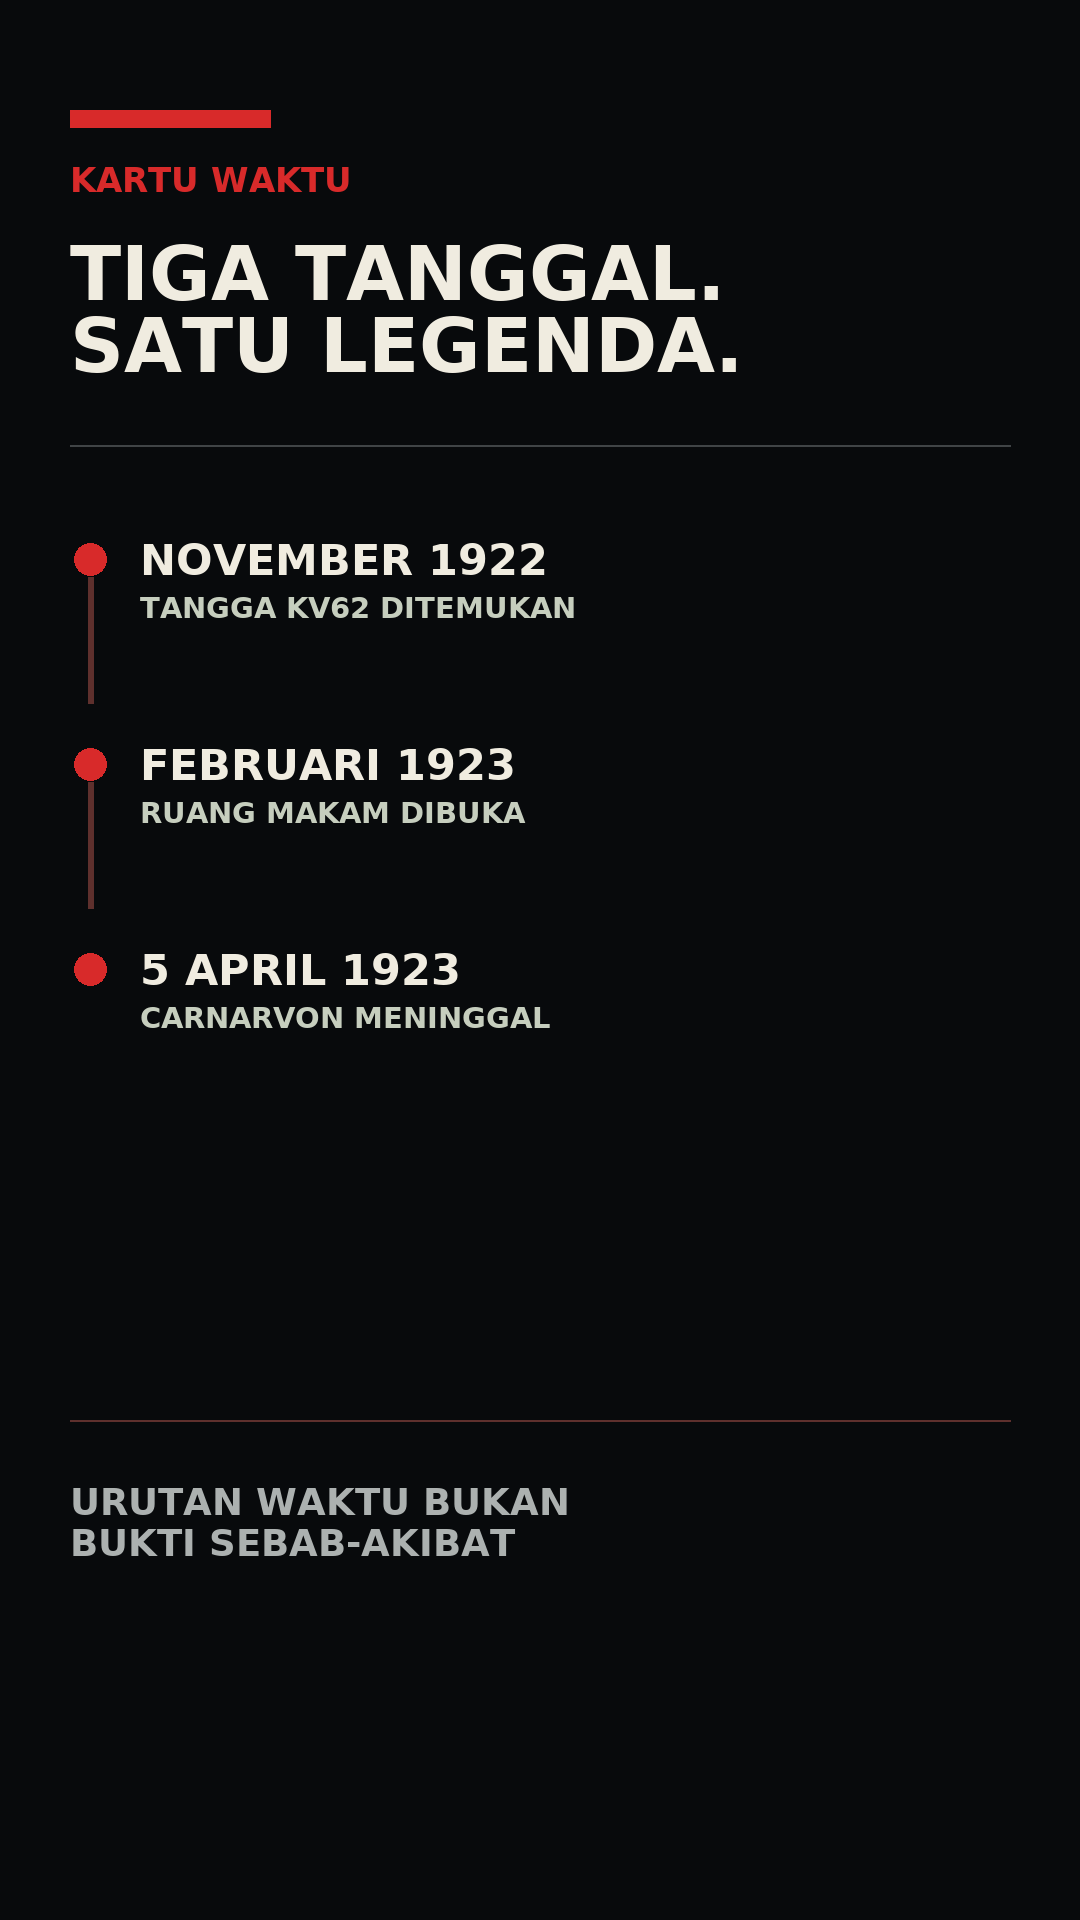 KARTU WAKTU
TIGA TANGGAL.
SATU LEGENDA.
NOVEMBER 1922
TANGGA KV62 DITEMUKAN
FEBRUARI 1923
RUANG MAKAM DIBUKA
5 APRIL 1923
CARNARVON MENINGGAL
URUTAN WAKTU BUKAN
BUKTI SEBAB-AKIBAT